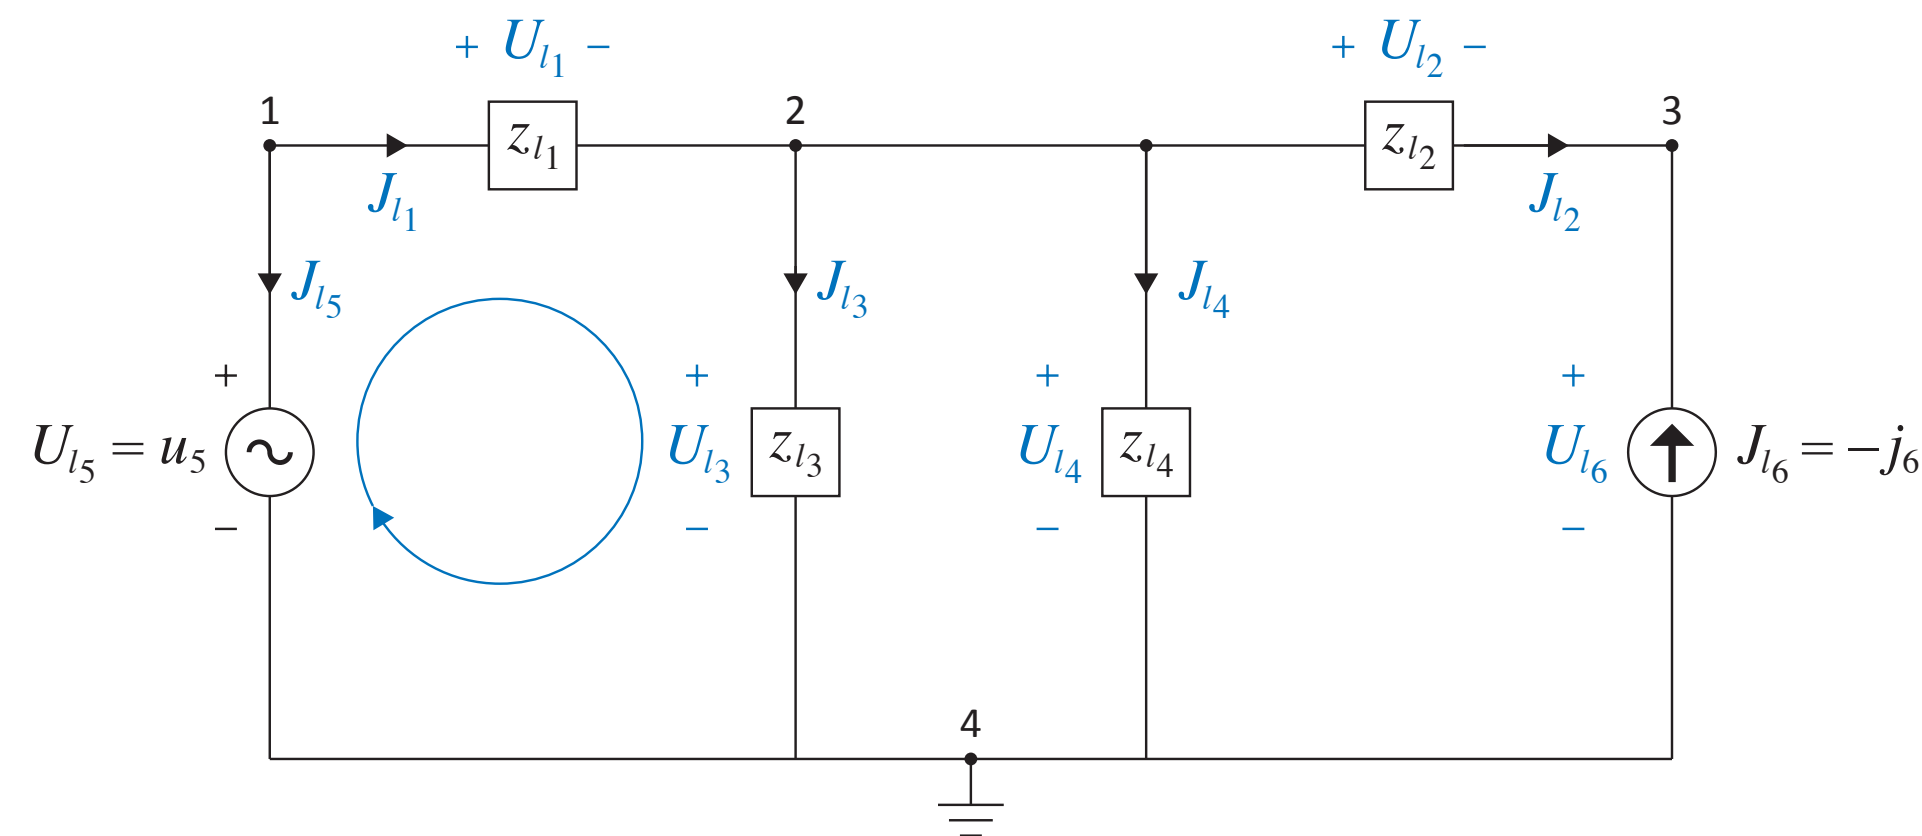 + U_{l_1} −
+ U_{l_2} −
1
2
3
z_{l_1}
z_{l_2}
J_{l_1}
J_{l_2}
J_{l_5}
J_{l_3}
J_{l_4}
+
+
+
+
U_{l_5} = u_5
U_{l_3}
z_{l_3}
U_{l_4}
z_{l_4}
U_{l_6}
J_{l_6} = −j_6
−
−
−
−
4